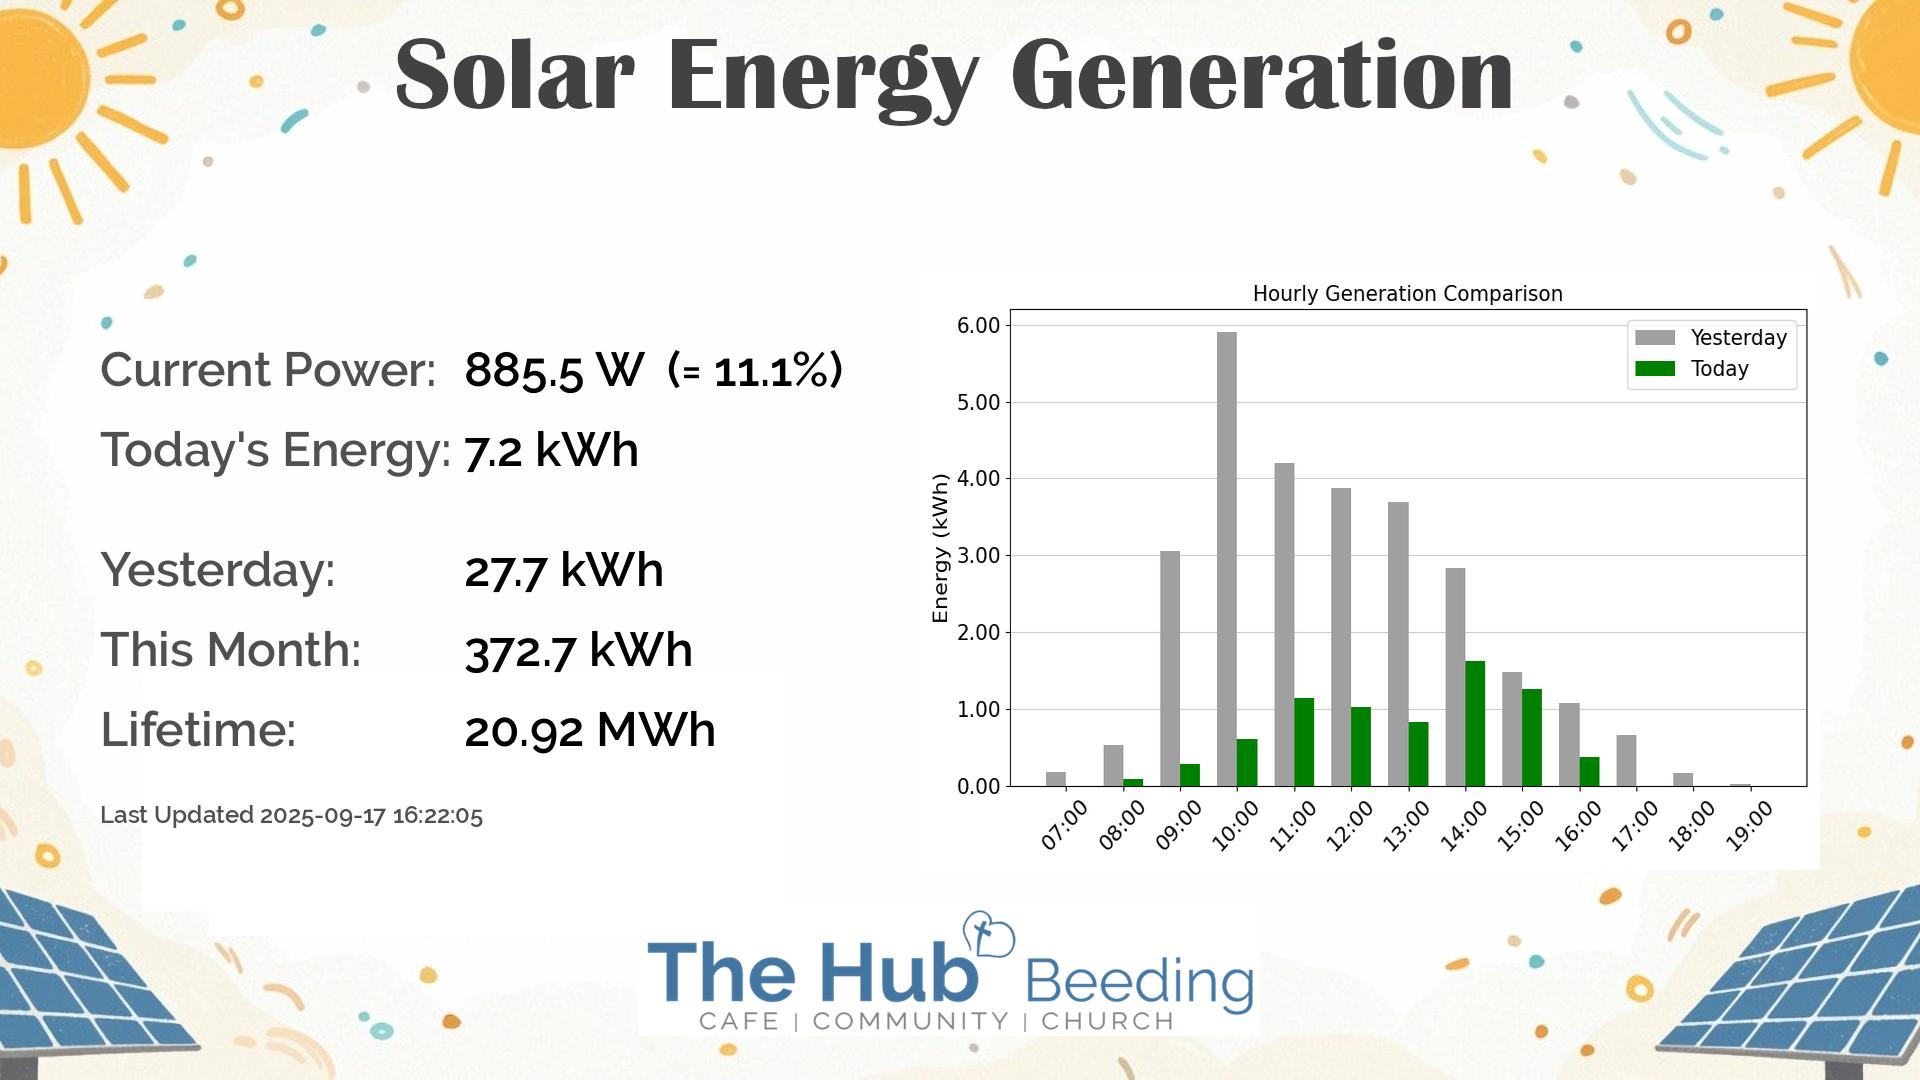 Solar Energy Generation
Current Power: 885.5 W (= 11.1%)
Today's Energy: 7.2 kWh
Yesterday: 27.7 kWh
This Month: 372.7 kWh
Lifetime: 20.92 MWh
Last Updated 2025-09-17 16:22:05
Hourly Generation Comparison
Yesterday
Today
Energy (kWh)
6.00
5.00
4.00
3.00
2.00
1.00
0.00
07:00 08:00 09:00 10:00 11:00 12:00 13:00 14:00 15:00 16:00 17:00 18:00 19:00
The Hub Beeding
CAFE | COMMUNITY | CHURCH